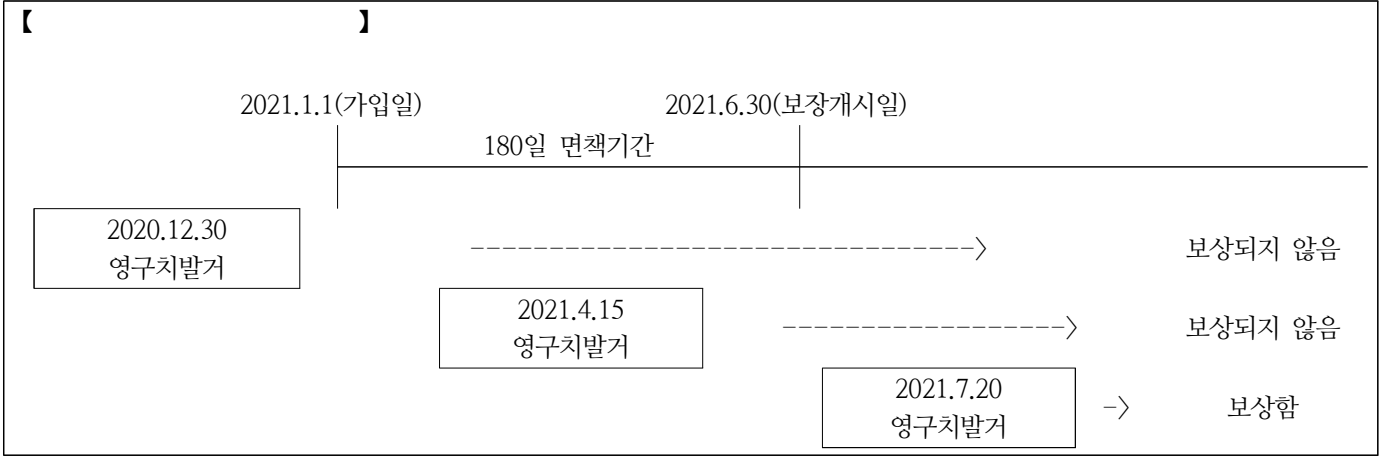 【 】
2021.1.1(가입일) 2021.6.30(보장개시일)
180일 면책기간
2020.12.30
영구치발거
보상되지 않음
2021.4.15
영구치발거
보상되지 않음
2021.7.20
영구치발거
보상함